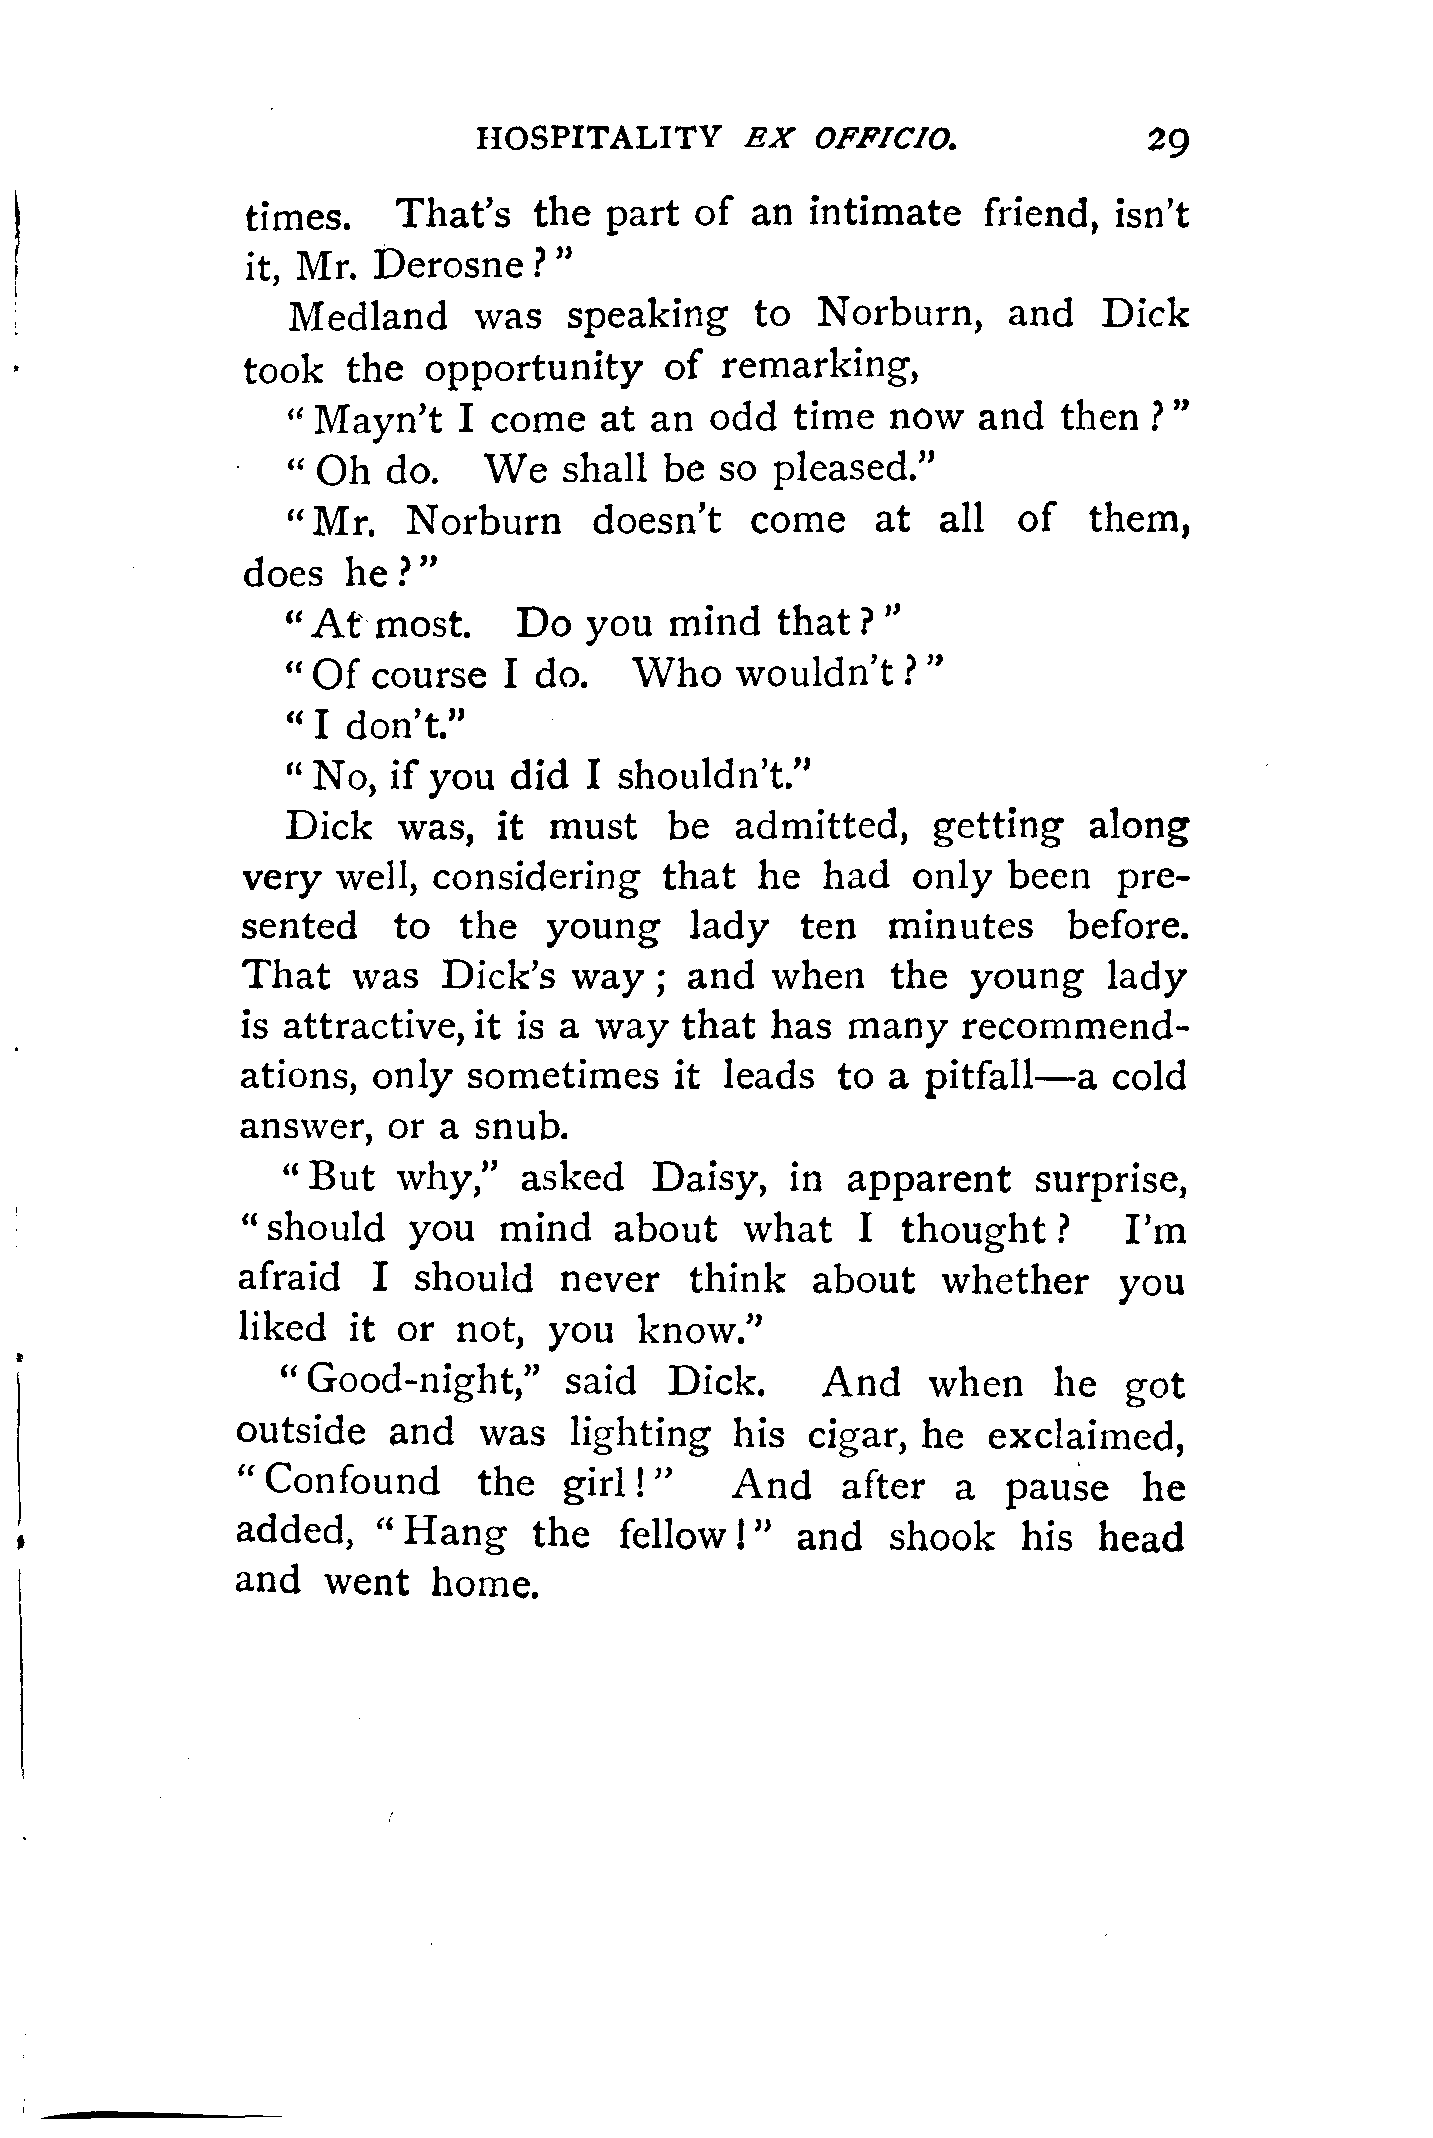 HOSPITALITY EX OFFICIO. 29
times. That's the part of an intimate friend, isn't
it, Mr. Derosne?"
Medland was speaking to Norburn, and Dick
took the opportunity of remarking,
"Mayn't I come at an odd time now and then?"
"Oh do. We shall be so pleased."
"Mr. Norburn doesn't come at all of them,
does he?"
"At most. Do you mind that?"
"Of course I do. Who wouldn't?"
"I don't."
"No, if you did I shouldn't."
Dick was, it must be admitted, getting along
very well, considering that he had only been pre-
sented to the young lady ten minutes before.
That was Dick's way; and when the young lady
is attractive, it is a way that has many recommend-
ations, only sometimes it leads to a pitfall—a cold
answer, or a snub.
"But why," asked Daisy, in apparent surprise,
"should you mind about what I thought? I'm
afraid I should never think about whether you
liked it or not, you know."
"Good-night," said Dick. And when he got
outside and was lighting his cigar, he exclaimed,
"Confound the girl!" And after a pause he
added, "Hang the fellow!" and shook his head
and went home.